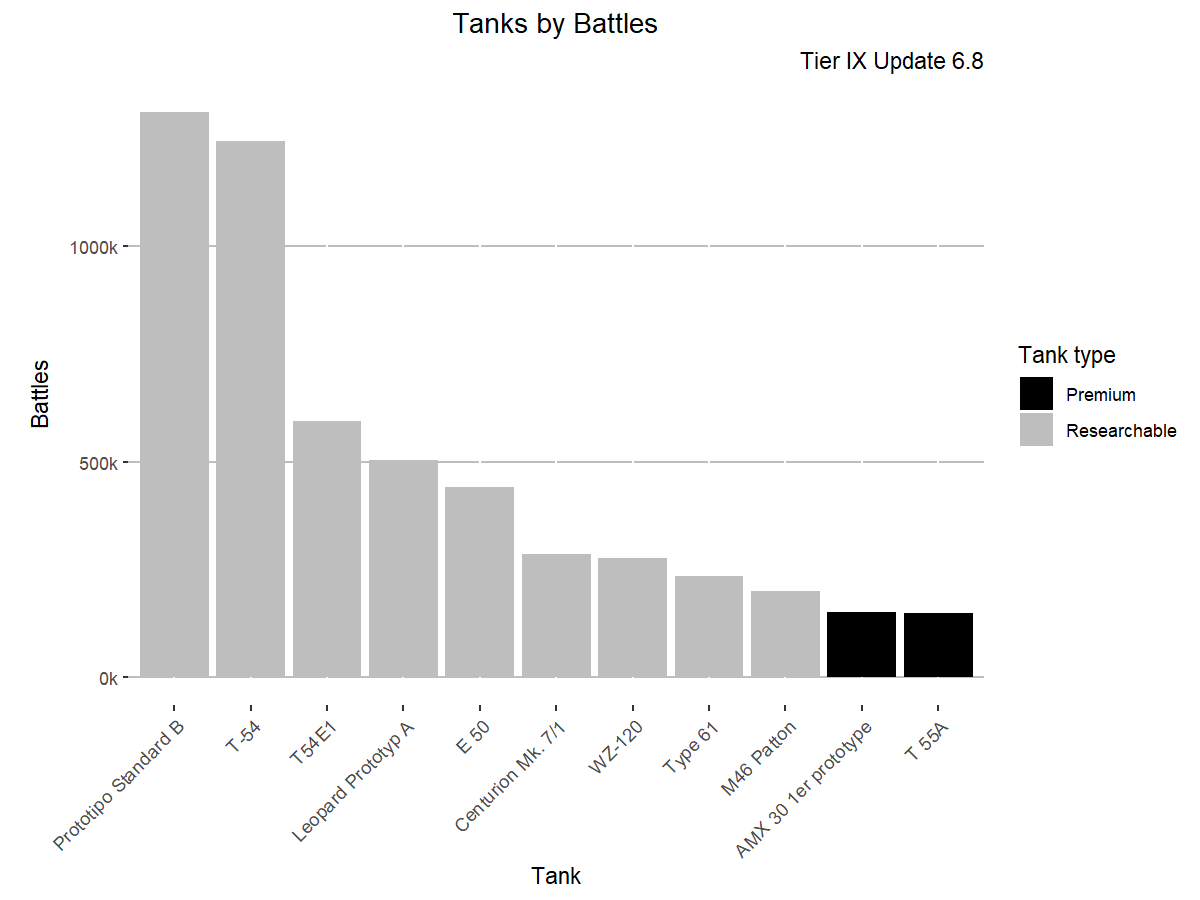 Tanks by Battles
Tier IX Update 6.8
Battles
1000k
500k
0k
Prototipo Standard B
T-54
T54E1
Leopard Prototyp A
E 50
Centurion Mk. 7/1
WZ-120
Type 61
M46 Patton
AMX 30 1er prototype
T 55A
Tank
Tank type
Premium
Researchable